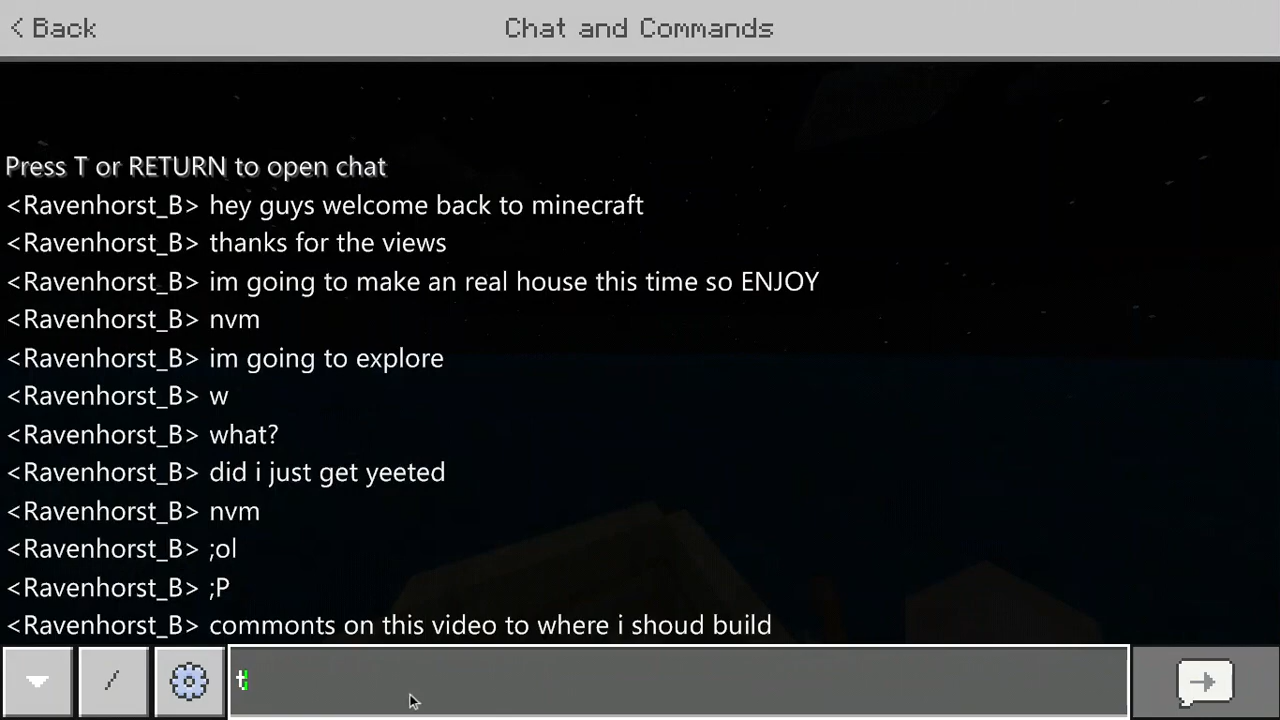 < Back
Chat and Commands
Press T or RETURN to open chat
<Ravenhorst_B> hey guys welcome back to minecraft
<Ravenhorst_B> thanks for the views
<Ravenhorst_B> im going to make an real house this time so ENJOY
<Ravenhorst_B> nvm
<Ravenhorst_B> im going to explore
<Ravenhorst_B> w
<Ravenhorst_B> what?
<Ravenhorst_B> did i just get yeeted
<Ravenhorst_B> nvm
<Ravenhorst_B> ;ol
<Ravenhorst_B> ;P
<Ravenhorst_B> commonts on this video to where i shoud build
/
t